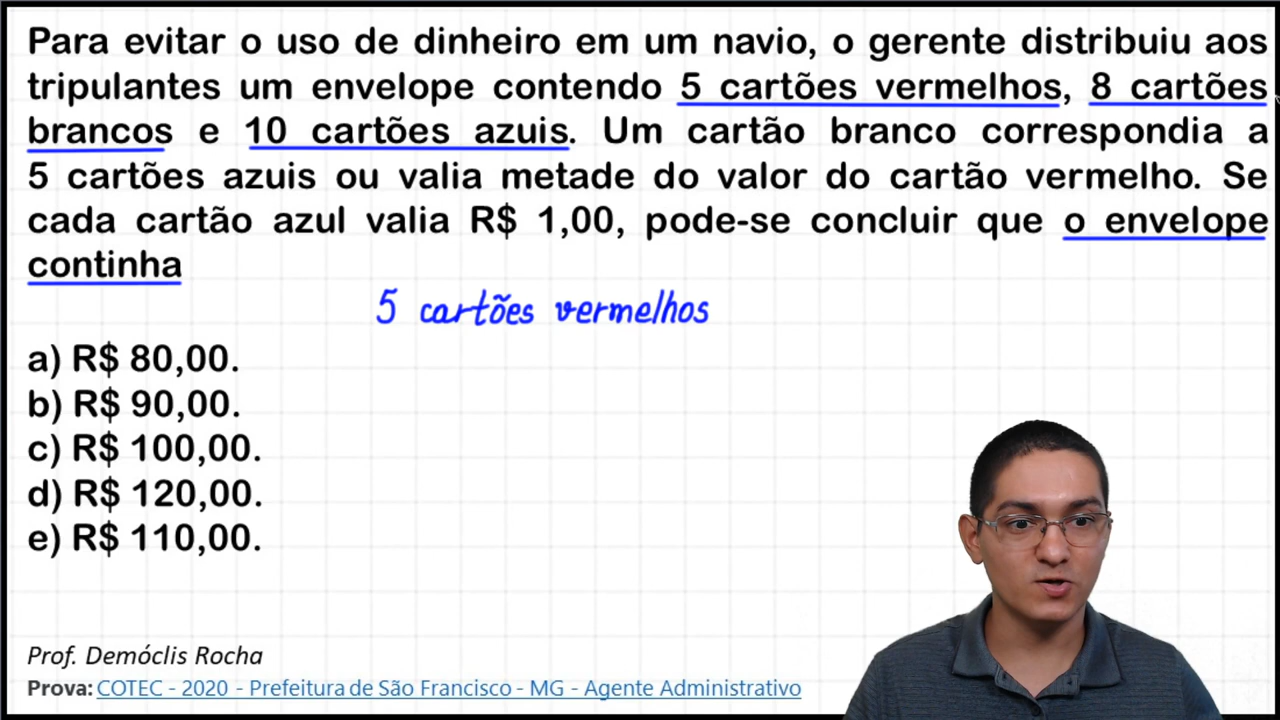 Para evitar o uso de dinheiro em um navio, o gerente distribuiu aos
tripulantes um envelope contendo 5 cartões vermelhos, 8 cartões
brancos e 10 cartões azuis. Um cartão branco correspondia a
5 cartões azuis ou valia metade do valor do cartão vermelho. Se
cada cartão azul valia R$ 1,00, pode-se concluir que o envelope
continha
5 cartões vermelhos
a) R$ 80,00.
b) R$ 90,00.
c) R$ 100,00.
d) R$ 120,00.
e) R$ 110,00.
Prof. Demóclis Rocha
Prova: COTEC - 2020 - Prefeitura de São Francisco - MG - Agente Administrativo